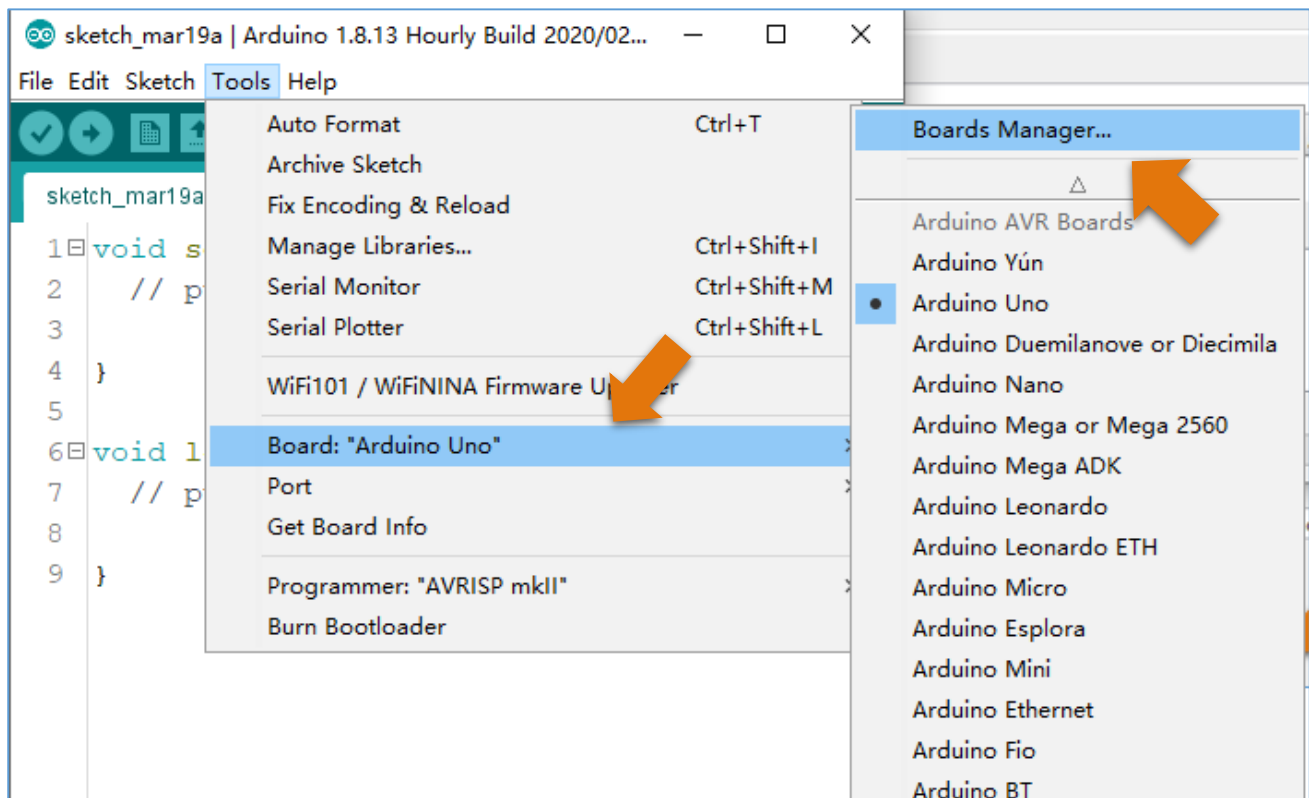 sketch_mar19a | Arduino 1.8.13 Hourly Build 2020/02...
File Edit Sketch Tools Help
Auto Format Ctrl+T
Archive Sketch
Fix Encoding & Reload
Manage Libraries... Ctrl+Shift+I
Serial Monitor Ctrl+Shift+M
Serial Plotter Ctrl+Shift+L
WiFi101 / WiFiNINA Firmware
Board: "Arduino Uno"
Port
Get Board Info
Programmer: "AVRISP mkII"
Burn Bootloader
sketch_mar19a
1 void s
2 // p
3
4 }
5
6 void l
7 // p
8
9 }
Boards Manager...
Arduino AVR Boards
Arduino Yún
Arduino Uno
Arduino Duemilanove or Diecimila
Arduino Nano
Arduino Mega or Mega 2560
Arduino Mega ADK
Arduino Leonardo
Arduino Leonardo ETH
Arduino Micro
Arduino Esplora
Arduino Mini
Arduino Ethernet
Arduino Fio
Arduino BT